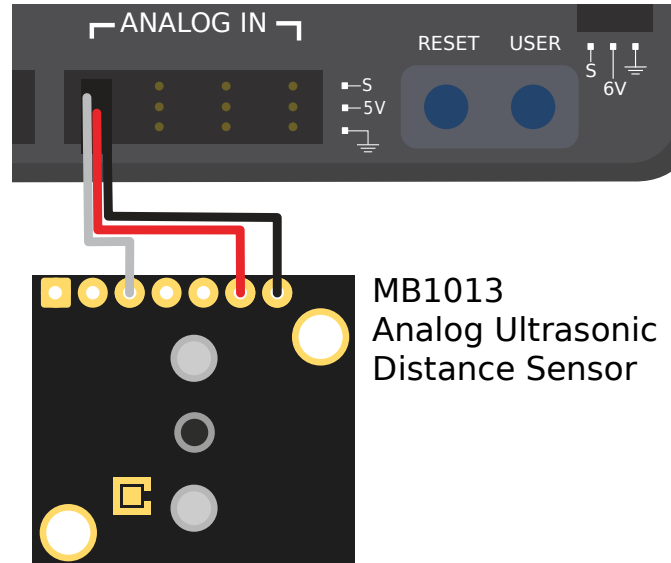 ANALOG IN
RESET USER
S
5V
S
6V
MB1013
Analog Ultrasonic
Distance Sensor